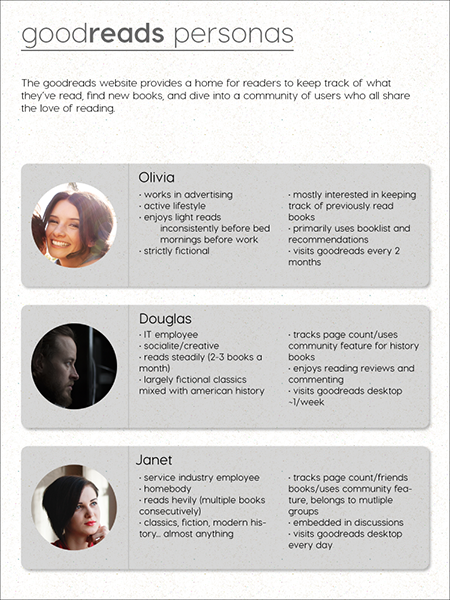 goodreads personas
The goodreads website provides a home for readers to keep track of what
they've read, find new books, and dive into a community of users who all share
the love of reading.
Olivia
- works in advertising
- active lifestyle
- enjoys light reads
inconsistently before bed
mornings before work
- strictly fictional
- mostly interested in keeping
track of previously read
books
- primarily uses booklist and
recommendations
- visits goodreads every 2
months
Douglas
- IT employee
- socialite/creative
- reads steadily (2-3 books a
month)
- largely fictional classics
mixed with american history
- tracks page count/uses
community feature for history
books
- enjoys reading reviews and
commenting
- visits goodreads desktop
~1/week
Janet
- service industry employee
- homebody
- reads hevily (multiple books
consecutively)
- classics, fiction, modern his-
tory... almost anything
- tracks page count/friends
books/uses community fea-
ture, belongs to mutliple
groups
- embedded in discussions
- visits goodreads desktop
every day